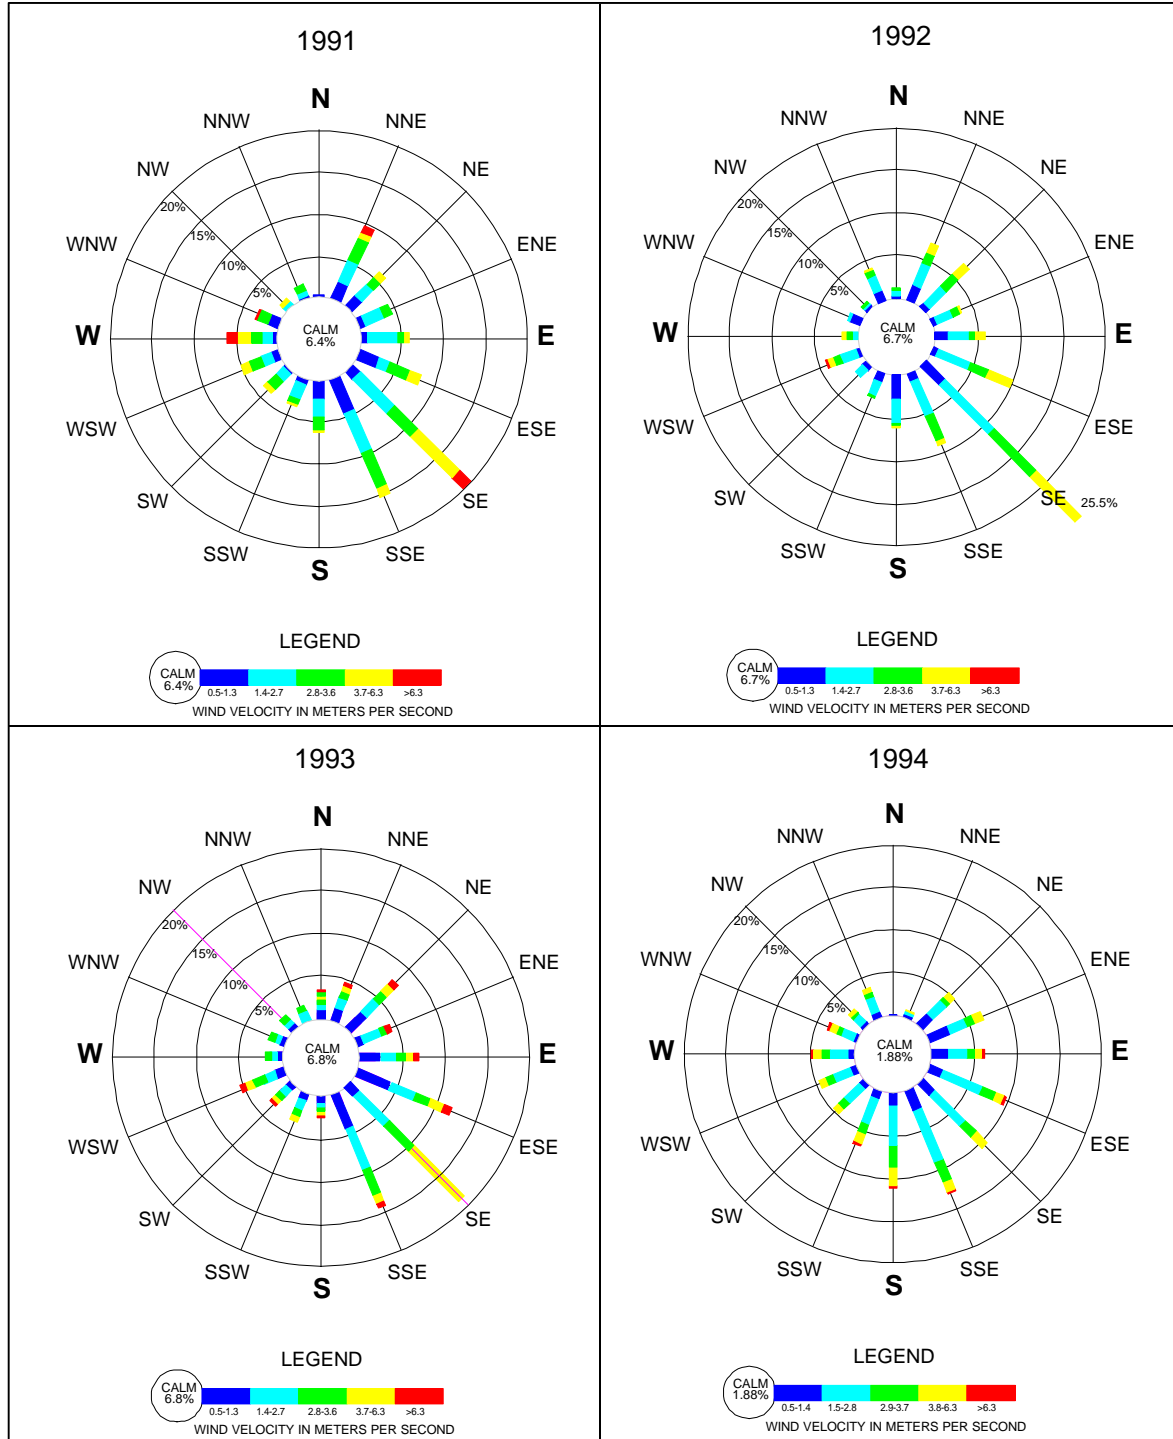 1991
N
NNW
NNE
NW
NE
20%
15%
WNW
ENE
10%
5%
W
CALM
6.4%
E
WSW
ESE
SW
SE
SSW
SSE
S
LEGEND
CALM
6.4%
0.5-1.3 1.4-2.7 2.8-3.6 3.7-6.3 >6.3
WIND VELOCITY IN METERS PER SECOND
1992
N
NNW
NNE
NW
NE
20%
15%
WNW
ENE
10%
5%
W
CALM
6.7%
E
WSW
ESE
SW
SE
25.5%
SSW
SSE
S
LEGEND
CALM
6.7%
0.5-1.3 1.4-2.7 2.8-3.6 3.7-6.3 >6.3
WIND VELOCITY IN METERS PER SECOND
1993
N
NNW
NNE
NW
NE
20%
15%
WNW
ENE
10%
5%
W
CALM
6.8%
E
WSW
ESE
SW
SE
SSW
SSE
S
LEGEND
CALM
6.8%
0.5-1.3 1.4-2.7 2.8-3.6 3.7-6.3 >6.3
WIND VELOCITY IN METERS PER SECOND
1994
N
NNW
NNE
NW
NE
20%
15%
WNW
ENE
10%
5%
W
CALM
1.88%
E
WSW
ESE
SW
SE
SSW
SSE
S
LEGEND
CALM
1.88%
0.5-1.4 1.5-2.8 2.9-3.7 3.8-6.3 >6.3
WIND VELOCITY IN METERS PER SECOND